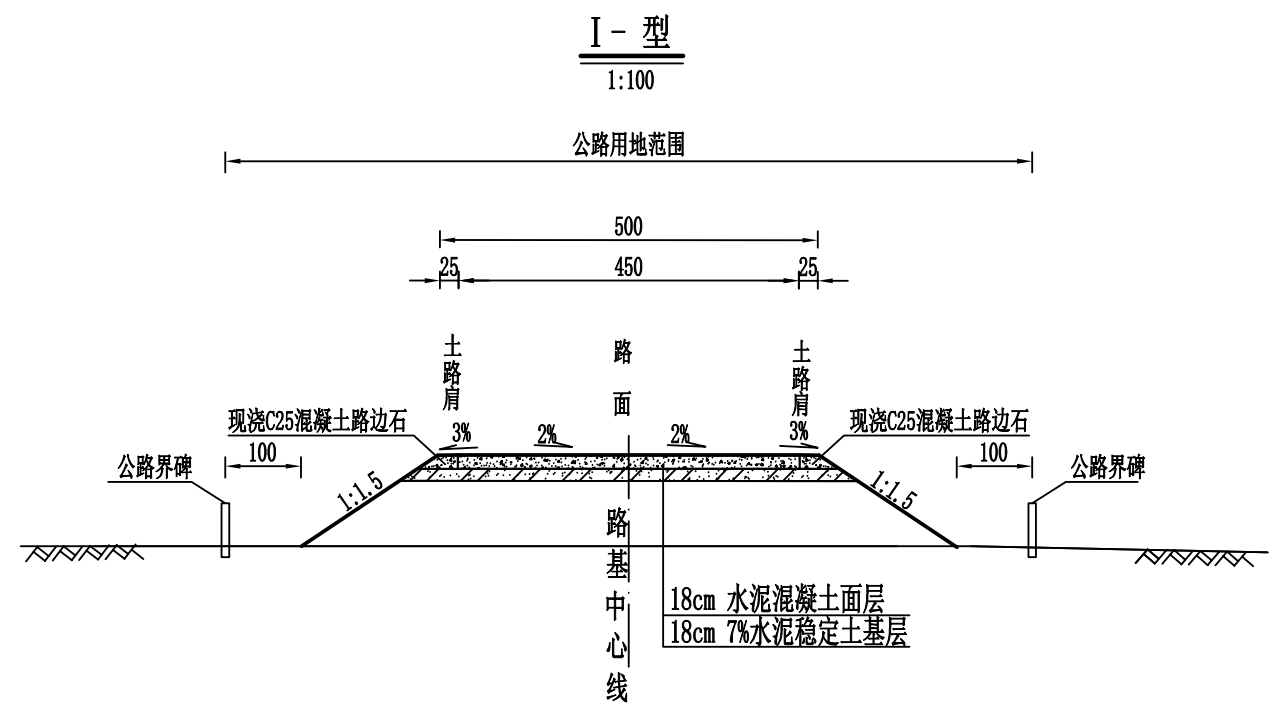 I- 型
1:100
公路用地范围
500
25
450
25
土路肩
路面
土路肩
现浇C25混凝土路边石
3%
2%
2%
3%
现浇C25混凝土路边石
100
100
公路界碑
公路界碑
1:1.5
1:1.5
路基中心线
18cm 水泥混凝土面层
18cm 7%水泥稳定土基层